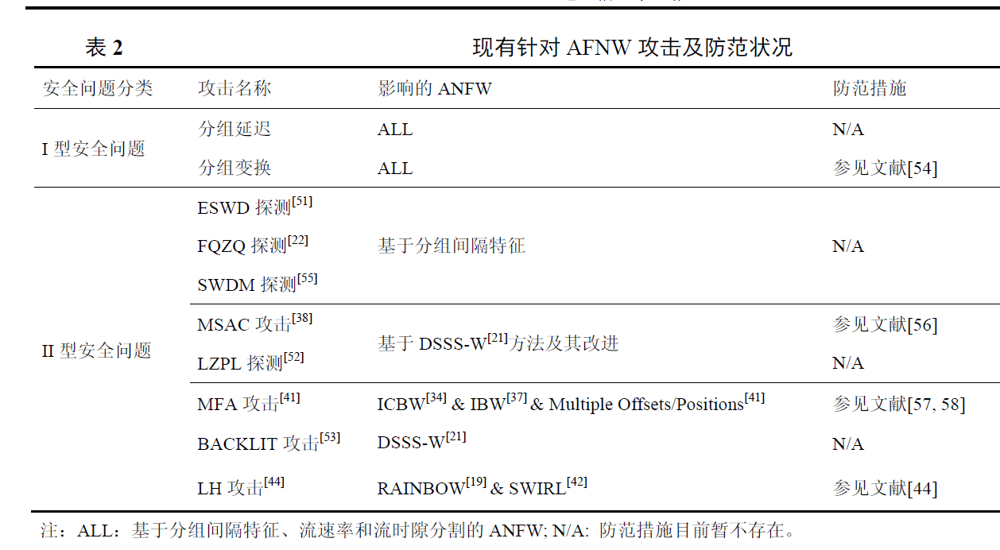 表 2 现有针对 AFNW 攻击及防范状况
安全问题分类 攻击名称 影响的 ANFW 防范措施
分组延迟 ALL N/A
I 型安全问题
分组变换 ALL 参见文献[54]
ESWD 探测[51]
FQZQ 探测[22] 基于分组间隔特征 N/A
SWDM 探测[55]
MSAC 攻击[38] 参见文献[56]
基于 DSSS-W[21]方法及其改进
II 型安全问题
LZPL 探测[52] N/A
MFA 攻击[41] ICBW[34] & IBW[37] & Multiple Offsets/Positions[41] 参见文献[57, 58]
BACKLIT 攻击[53] DSSS-W[21] N/A
LH 攻击[44] RAINBOW[19] & SWIRL[42] 参见文献[44]
注：ALL：基于分组间隔特征、流速率和流时隙分割的 ANFW; N/A: 防范措施目前暂不存在。